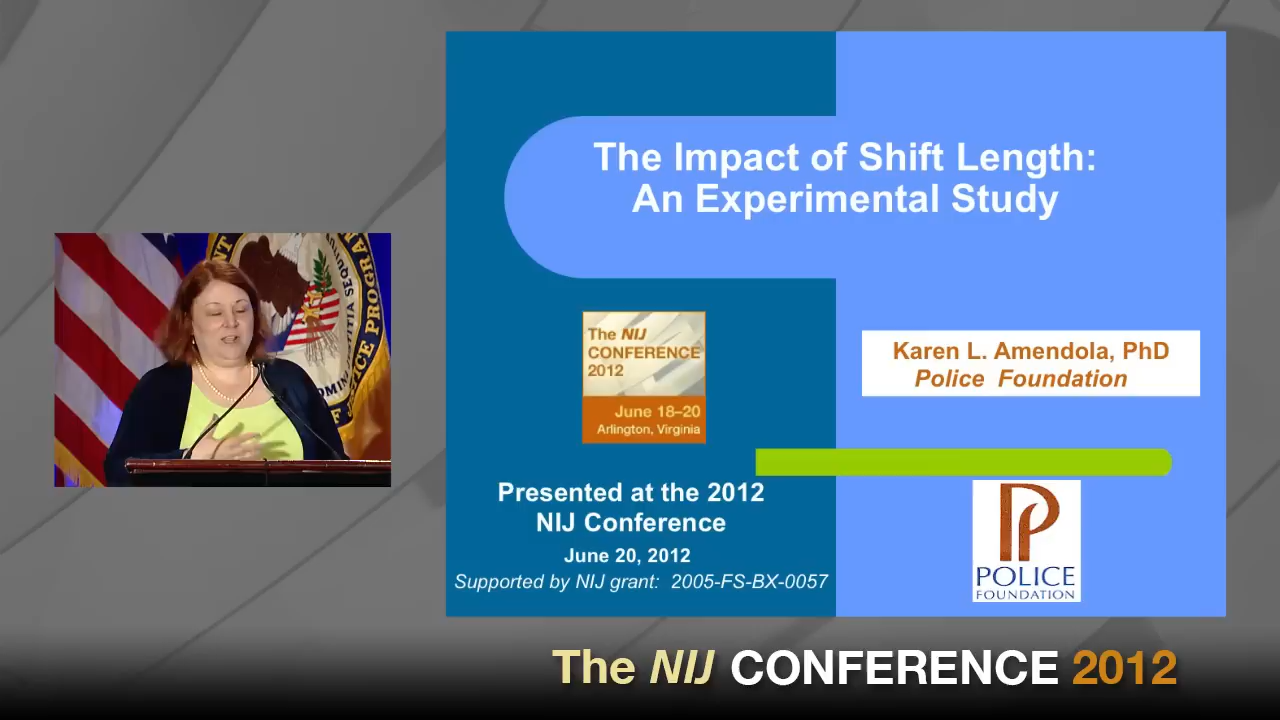 The Impact of Shift Length:
An Experimental Study
The NIJ
CONFERENCE
2012
June 18–20
Arlington, Virginia
Karen L. Amendola, PhD
Police Foundation
Presented at the 2012
NIJ Conference
June 20, 2012
Supported by NIJ grant: 2005-FS-BX-0057
POLICE
FOUNDATION
The NIJ CONFERENCE 2012